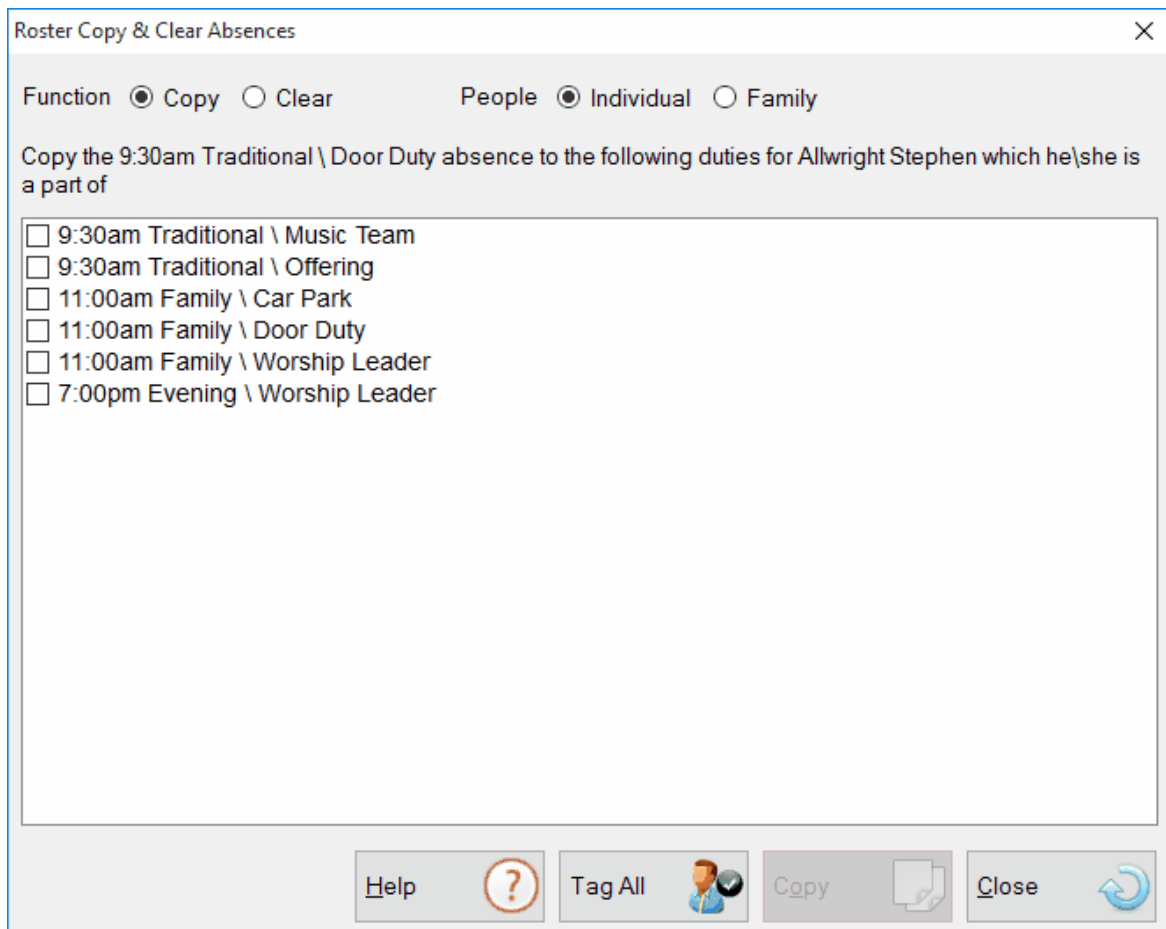 Roster Copy & Clear Absences
Function Copy Clear People Individual Family
Copy the 9:30am Traditional \ Door Duty absence to the following duties for Allwright Stephen which he\she is
a part of
9:30am Traditional \ Music Team
9:30am Traditional \ Offering
11:00am Family \ Car Park
11:00am Family \ Door Duty
11:00am Family \ Worship Leader
7:00pm Evening \ Worship Leader
Help ? Tag All Copy Close